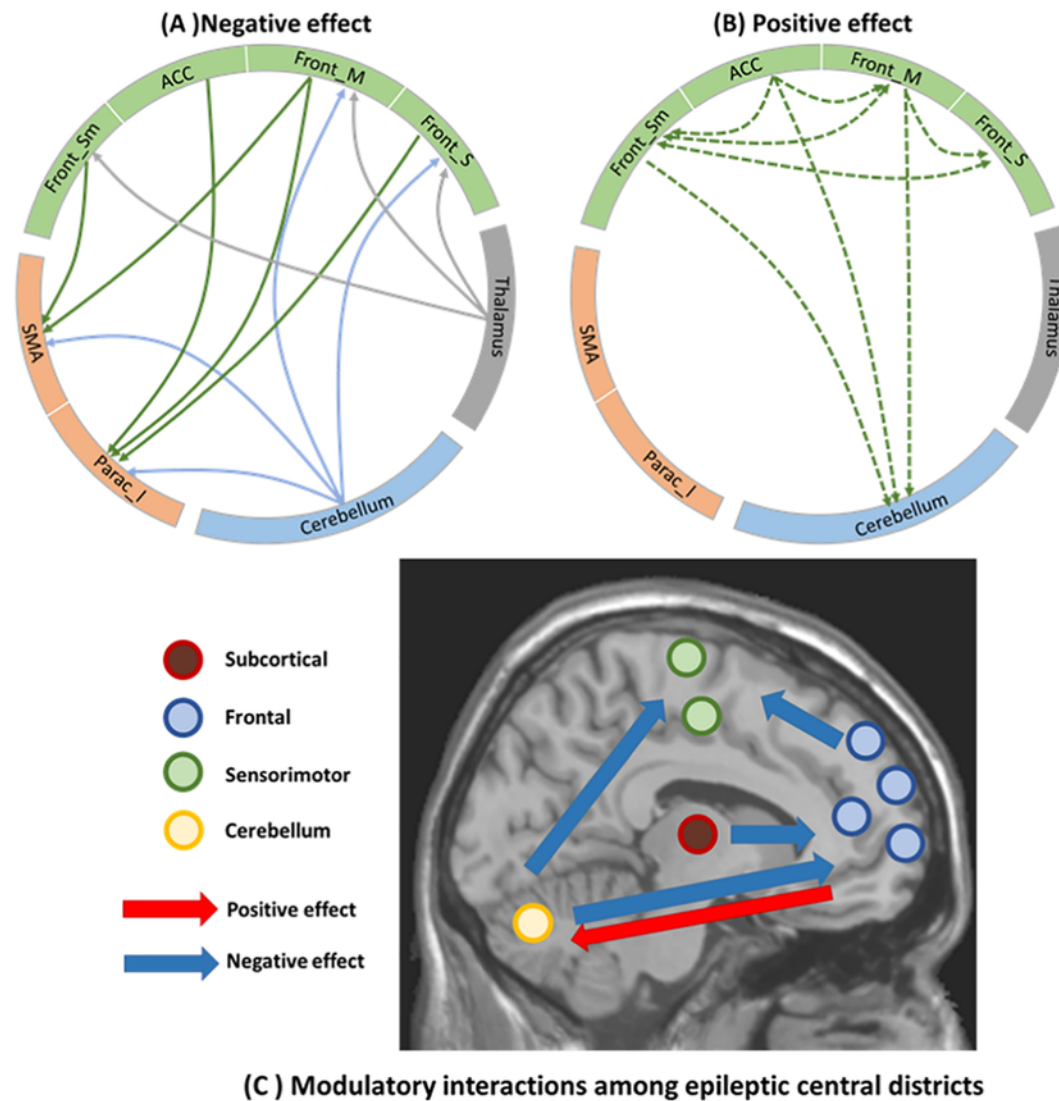 (A )Negative effect
(B) Positive effect
ACC
Front_M
Front_Sm
Front_S
SMA
Thalamus
Parac_l
Cerebellum
ACC
Front_M
Front_Sm
Front_S
SMA
Thalamus
Parac_l
Cerebellum
Subcortical
Frontal
Sensorimotor
Cerebellum
Positive effect
Negative effect
(C ) Modulatory interactions among epileptic central districts